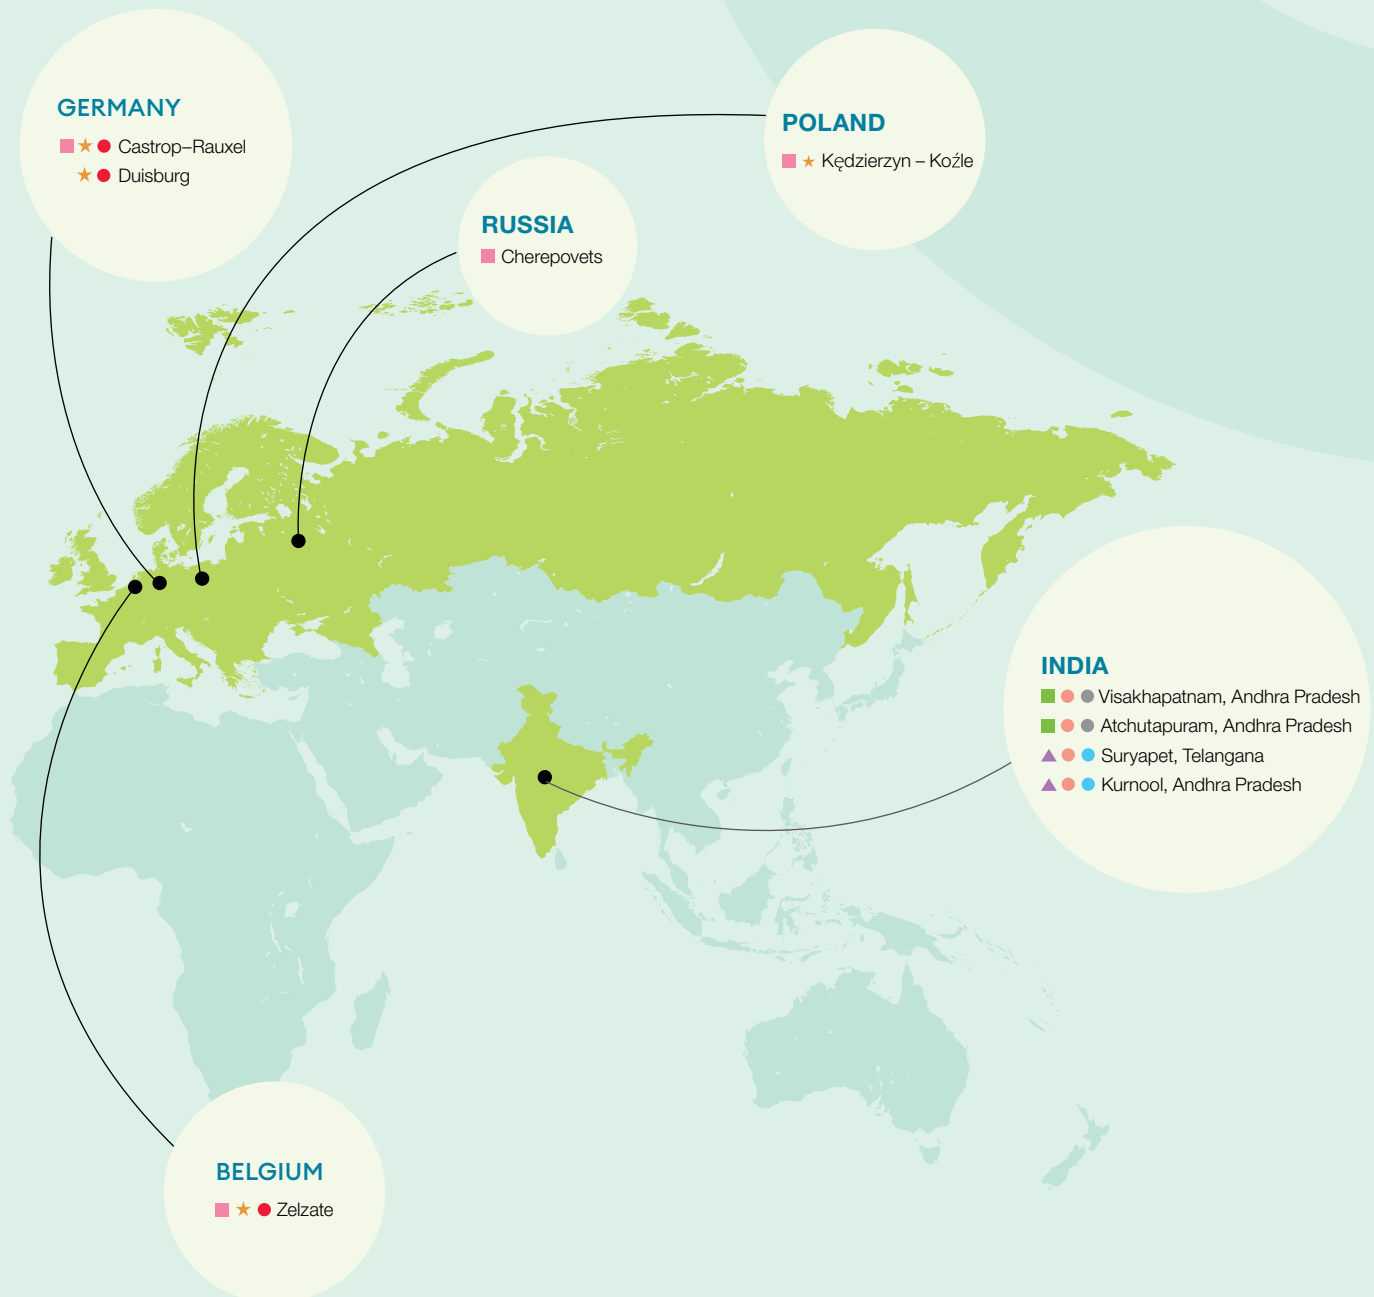 GERMANY
Castrop–Rauxel
Duisburg
POLAND
Kędzierzyn – Koźle
RUSSIA
Cherepovets
INDIA
Visakhapatnam, Andhra Pradesh
Atchutapuram, Andhra Pradesh
Suryapet, Telangana
Kurnool, Andhra Pradesh
BELGIUM
Zelzate